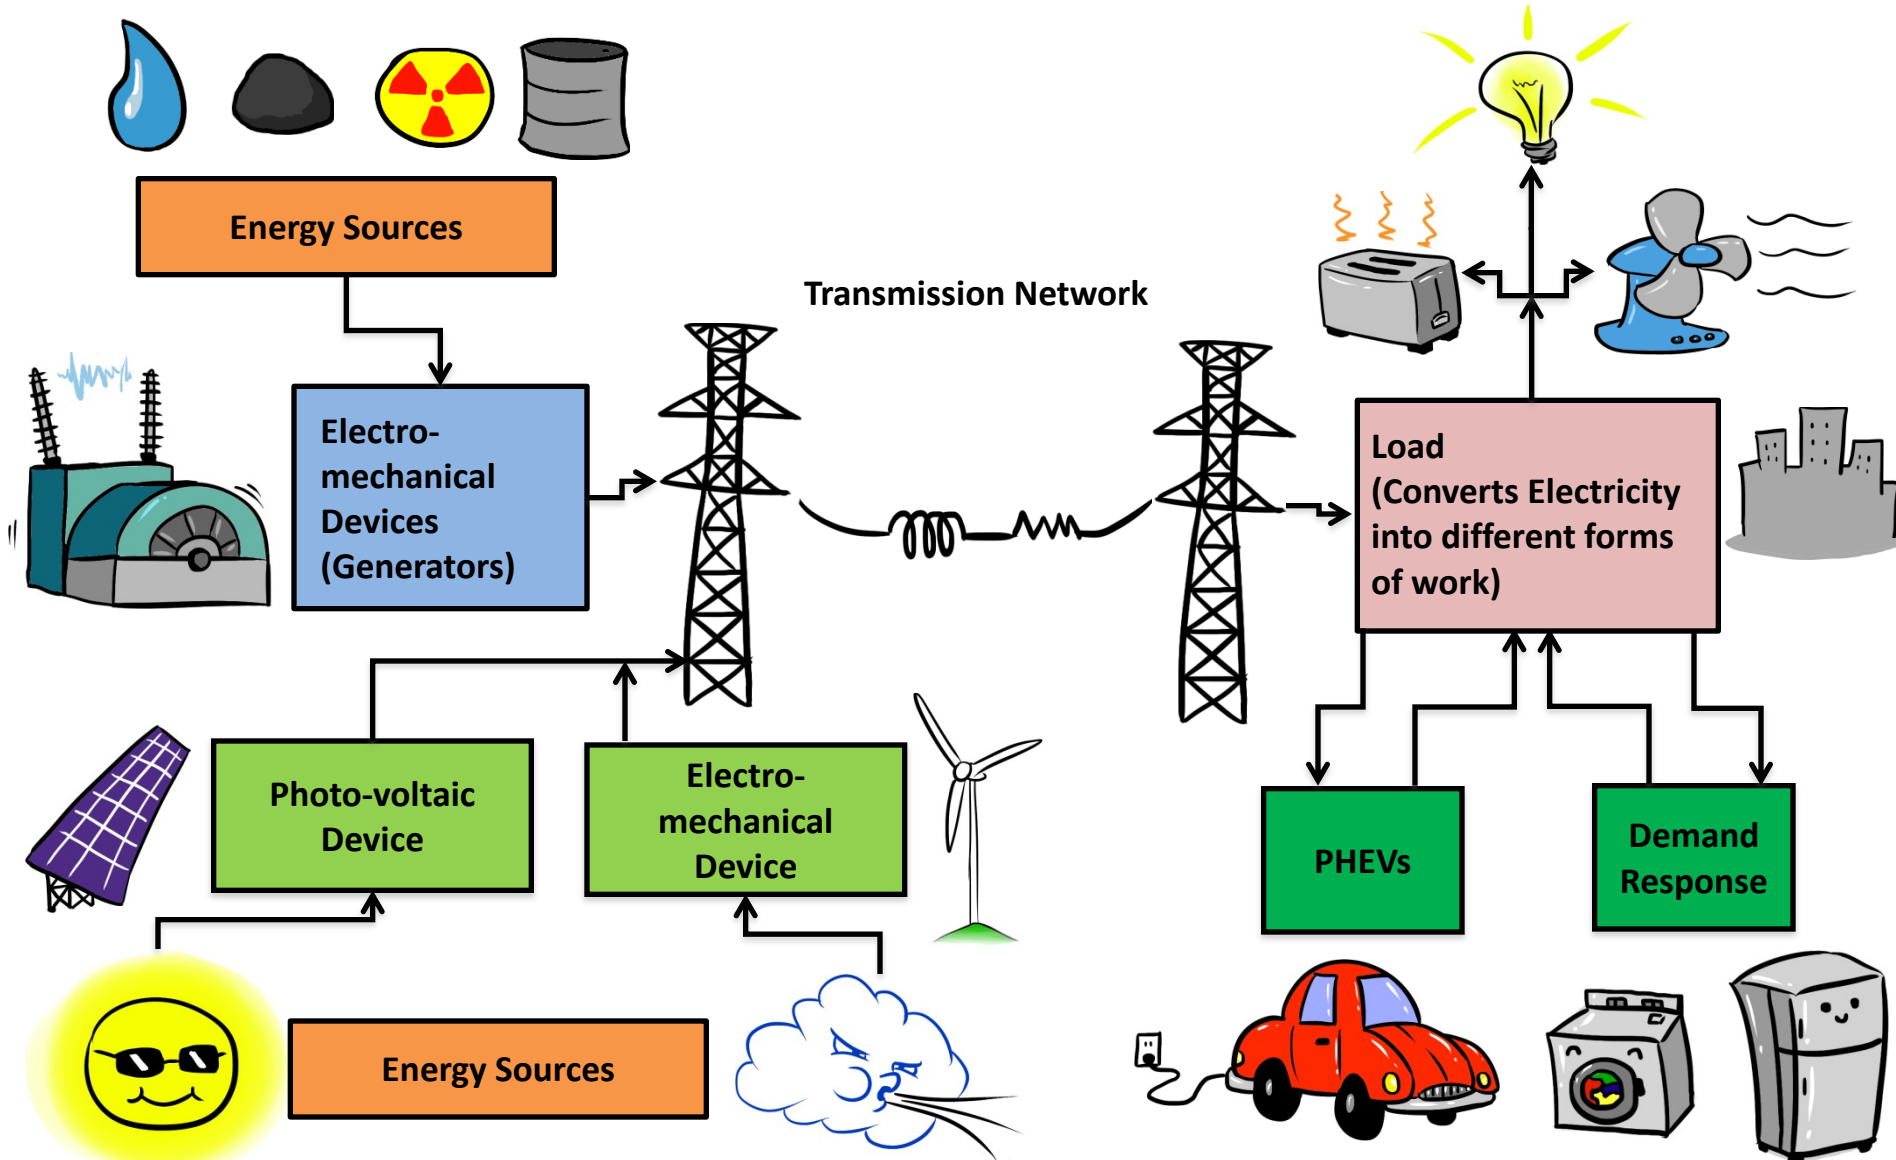 Energy Sources
Transmission Network
Electro-
mechanical
Devices
(Generators)
Load
(Converts Electricity
into different forms
of work)
Photo-voltaic
Device
Electro-
mechanical
Device
PHEVs
Demand
Response
Energy Sources